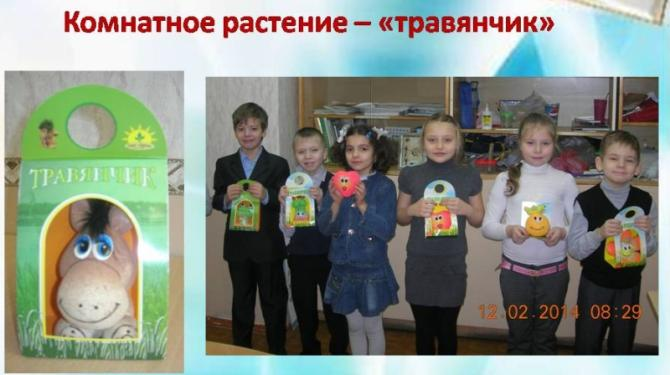 Комнатное растение – «травянчик»
ТРАВЯНЧИК
12.02.2014 08:29